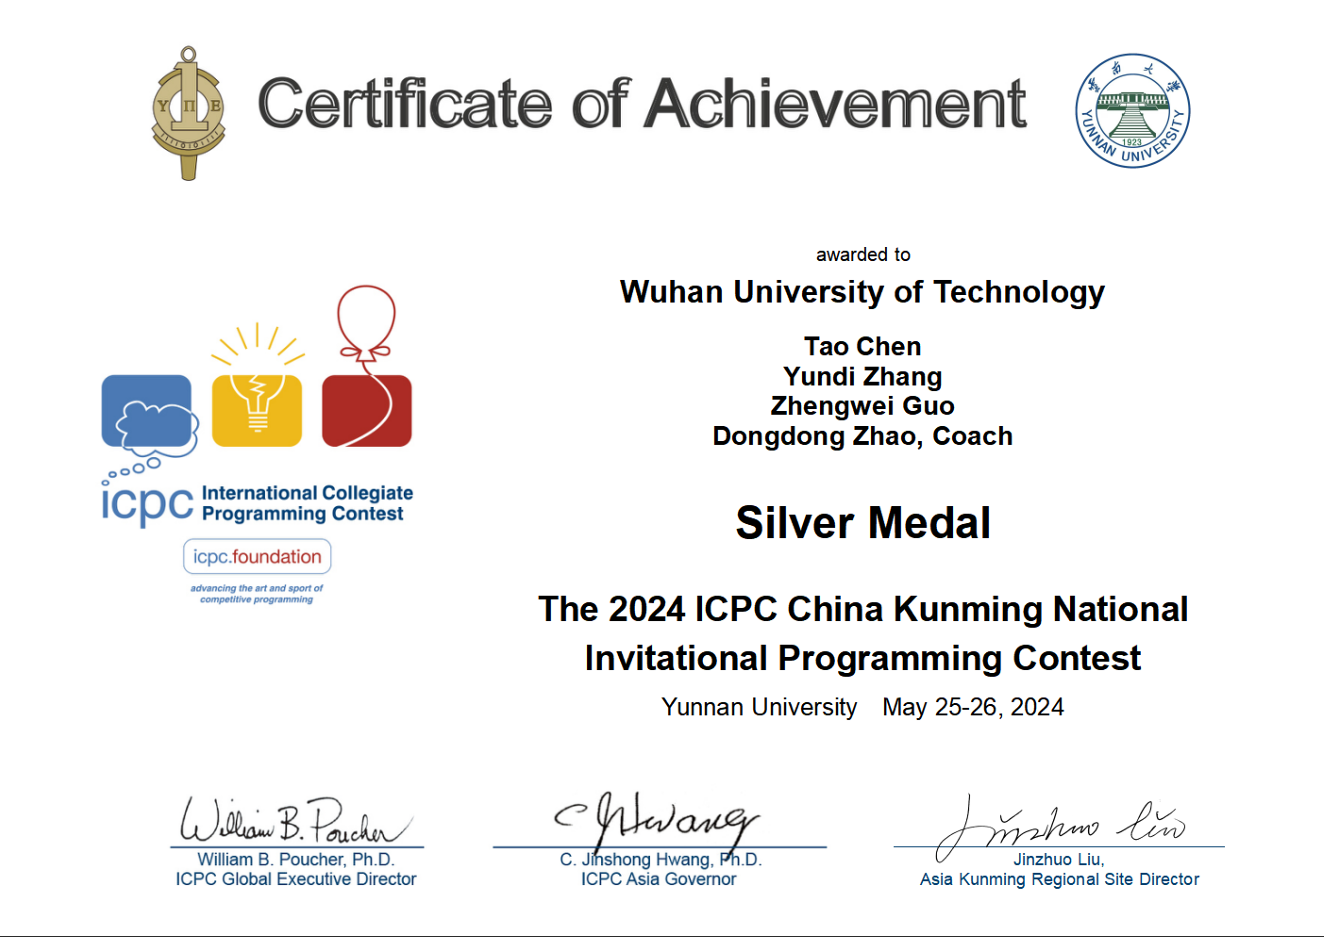 Certificate of Achievement
Υ Π Ε
雲南大學
1923
YUNNAN UNIVERSITY
awarded to
Wuhan University of Technology
Tao Chen
Yundi Zhang
Zhengwei Guo
Dongdong Zhao, Coach
icpc International Collegiate
Programming Contest
icpc.foundation
advancing the art and sport of
competitive programming
Silver Medal
The 2024 ICPC China Kunming National
Invitational Programming Contest
Yunnan University May 25-26, 2024
William B. Poucher
William B. Poucher, Ph.D.
ICPC Global Executive Director
C J Hwang
C. Jinshong Hwang, Ph.D.
ICPC Asia Governor
Jinzhuo Liu
Jinzhuo Liu,
Asia Kunming Regional Site Director